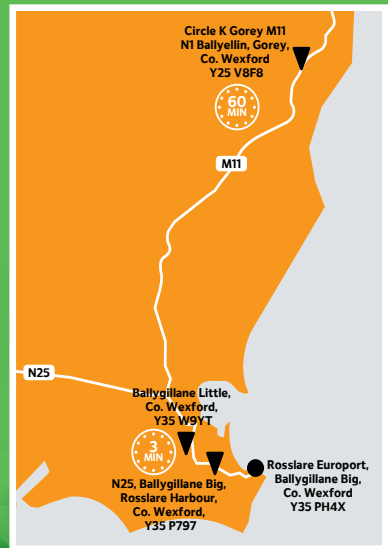 Circle K Gorey M11
N1 Ballyellin, Gorey,
Co. Wexford
Y25 V8F8
60
MIN
M11
N25
Ballygillane Little,
Co. Wexford,
Y35 W9YT
3
MIN
N25, Ballygillane Big,
Rosslare Harbour,
Co. Wexford,
Y35 P797
Rosslare Europort,
Ballygillane Big,
Co. Wexford
Y35 PH4X